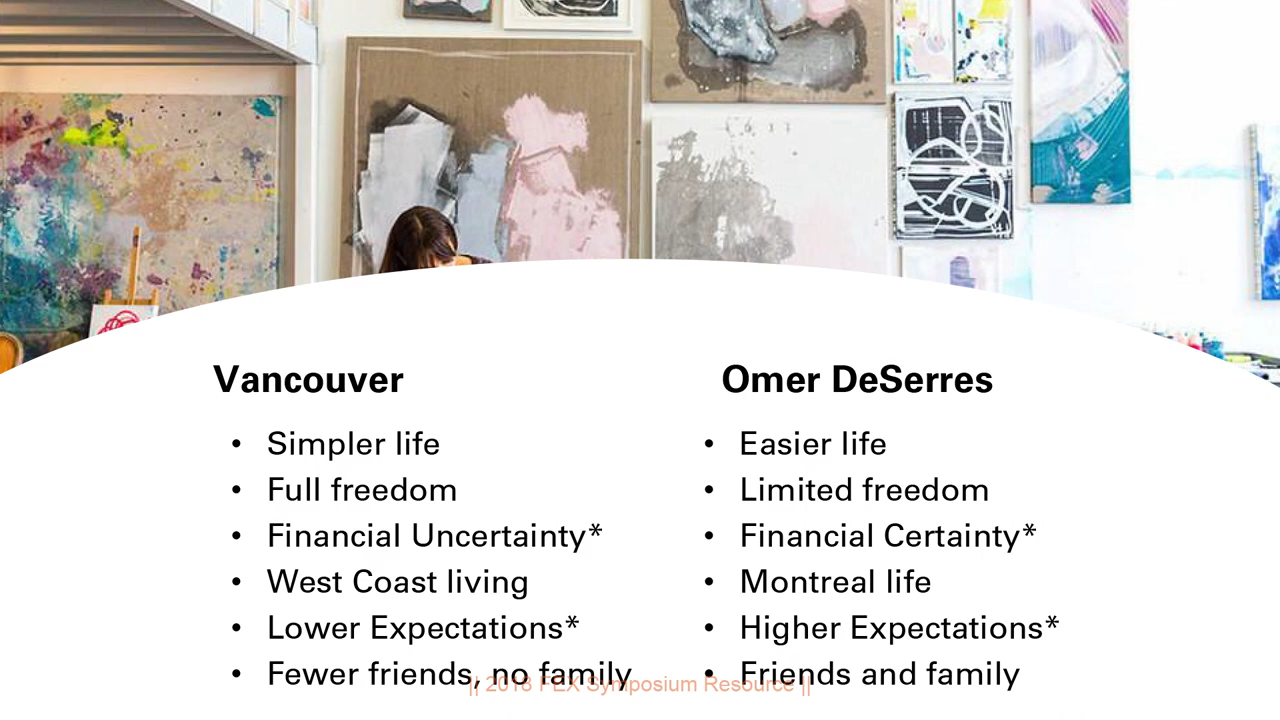 Vancouver
• Simpler life
• Full freedom
• Financial Uncertainty*
• West Coast living
• Lower Expectations*
• Fewer friends, no family
Omer DeSerres
• Easier life
• Limited freedom
• Financial Certainty*
• Montreal life
• Higher Expectations*
• Friends and family
|| 2018 FEX Symposium Resource ||